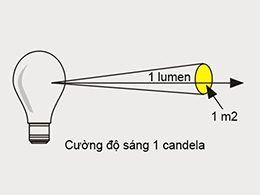 1 lumen
1 m2
Cường độ sáng 1 candela